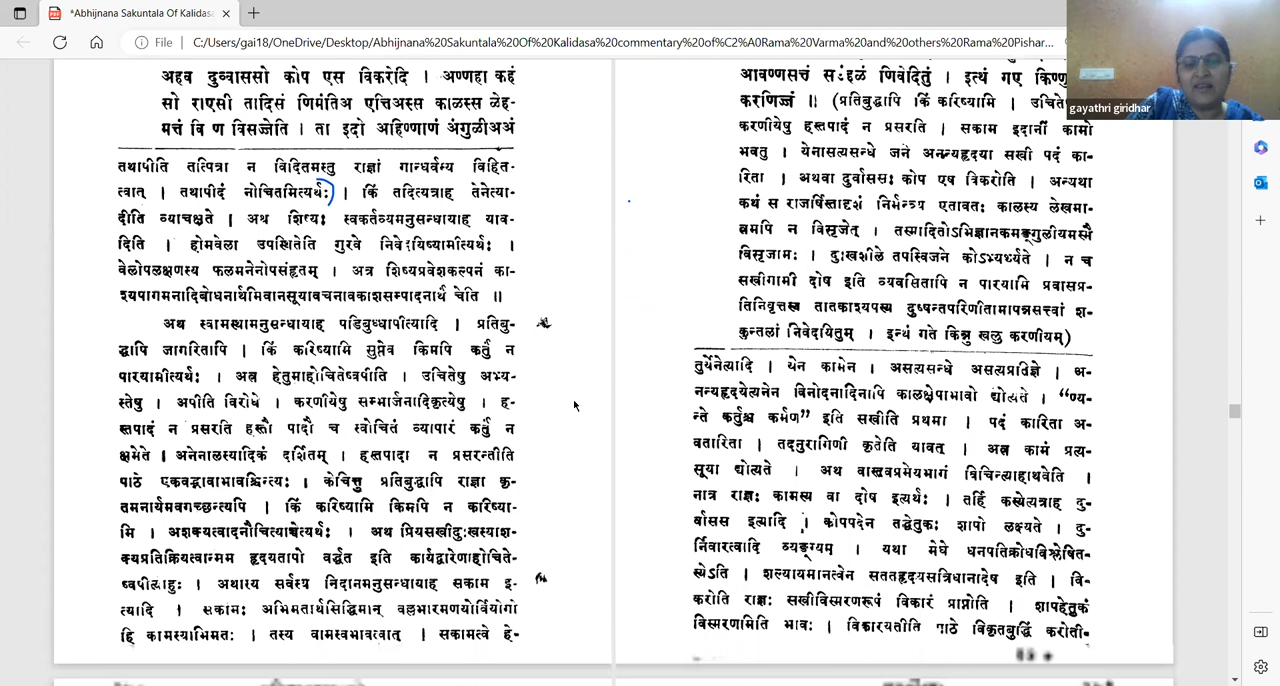 *Abhijnana Sakuntala Of Kalidasa
File
C:/Users/gai18/OneDrive/Desktop/Abhijnana%20Sakuntala%20Of%20Kalidasa%20commentary%20of%C2%A0Rama%20Varma%20and%20others%20Rama%20Pishar...
gayathri giridhar
अहव दुव्वाससो कोप एस विकरेदि । अण्णहा कहं
सो राएसी तादिसं णिमंतिअ एत्तिअस्स काळस्स ळेह-
मत्तं वि ण विसज्जेति । ता इदो अहिण्णाणं अंगुळीअअं
तथापीति तत्पित्रा न विदितमस्तु राज्ञां गान्धर्वस्य विहित-
त्वात् । तथापीदं नोचितमित्यर्थः । किं तदित्यत्राह तेनेत्या-
दीति व्याचक्षते । अथ शिष्यः स्वकर्तव्यमनुसन्धायाह याव-
दिति । होमवेला उपस्थितेति गुरवे निवेदयिष्यामीत्यर्थः ।
वेलोपलक्षणस्य फलमनेनोपसंहृतम् । अत्र शिष्यप्रवेशकल्पनं का-
श्यपागमनादिबोधनार्थमिवानसूयावचनावकाशसम्पादनार्थं चेति ॥
अथ स्वामस्थामनुसन्धायाह पडिबुध्धापीत्यादि । प्रतिबु-
द्धापि जागरितापि । किं करिष्यामि सुप्तेव किमपि कर्तुं न
पारयामीत्यर्थः । अत्र हेतुमाहोचितेष्वपीति । उचितेषु अभ्य-
स्तेषु । अपीति विरोधे । करणीयेषु सम्भार्जनादिकृत्येषु । ह-
स्तपादं न प्रसरति हस्तौ पादौ च स्वोचितं व्यापारं कर्तुं न
क्षमेते । अनेनालस्यादिकं दर्शितम् । हस्तपादा न प्रसरन्तीति
पाठे एकवद्भावाभावश्चिन्त्यः । केचित्तु प्रतिबुद्धापि राज्ञा कृ-
तमनार्यमवगच्छन्त्यपि । किं करिष्यामि किमपि न करिष्या-
मि । अशक्यत्वादनौचित्याच्चेत्यर्थः । अथ प्रियसखीदुःखस्याश-
क्यप्रतिक्रियत्वान्मम हृदयतापो वर्द्धत इति कार्यद्वारेणाहोचिते-
ष्वपीत्याहुः । अथास्य सर्वस्य निदानमनुसन्धायाह सकाम इ-
त्यादि । सकामः अभिमतार्थसिद्धिमान् वल्लभारमणयोर्वियोगो
हि कामस्याभिमतः । तस्य वामस्वभावत्वात् । सकामत्वे हे-
आवण्णसत्तं णिवेदितुं । इत्थं गए किण्णु
करणिज्जं ॥ (प्रतिबुद्धापि किं करिष्यामि । उचिते
करणीयेषु हस्तपादं न प्रसरति । सकाम इदानीं कामो
भवतु । येनासत्यसन्धे जने अनन्यहृदया सखी पदं का-
रिता । अथवा दुर्वाससः कोप एष विकरोति । अन्यथा
कथं स राजर्षिस्तादृशं निर्मन्त्र्य एतावतः कालस्य लेखमा-
त्रमपि न विसृजेत् । तस्मादितोऽभिज्ञानकमङ्गुलीयमस्मै
विसृजामः । दुःखशीले तपस्विजने कोऽभ्यर्थ्यते । न च
सखीगामी दोष इति व्यवसितापि न पारयामि प्रवासप्र-
तिनिवृत्तस्य तातकाश्यपस्य दुष्षन्तपरिणीतामापन्नसत्त्वां श-
कुन्तलां निवेदयितुम् । इत्थं गते किन्नु खलु करणीयम्)
तुर्थेनेत्यादि । येन कामेन । असत्यसन्धे असत्यप्रतिज्ञे । अ-
नन्यहृदयेत्यनेन विनोदनादिनापि कालक्षेपाभावो द्योत्यते । “ण्य-
न्ते कर्तुश्च कर्मण” इति सखीति प्रथमा । पदं कारिता अ-
वतारिता । तदनुरागिणी कृतेति यावत् । अत्र कामं प्रत्य-
सूया द्योत्यते । अथ वास्तवप्रमेयभागं विचिन्त्याहाथवेति ।
नात्र राज्ञः कामस्य वा दोष इत्यर्थः । तर्हि कस्येत्यत्राह दु-
र्वासस इत्यादि । कोपपदेन तद्धेतुकः शापो लक्ष्यते । दु-
र्निवारत्वादि व्यङ्ग्यम् । यथा मेघे धनपतिक्रोधविश्लेषित-
स्येऽति । शल्यायमानत्वेन सततहृदयसन्निधानादेष इति । वि-
करोति राज्ञः सखीविस्मरणरूपं विकारं प्राप्नोति । शापहेतुकं
विस्मरणमिति भावः । विकारयतीति पाठे विकृतबुद्धिं करोती-